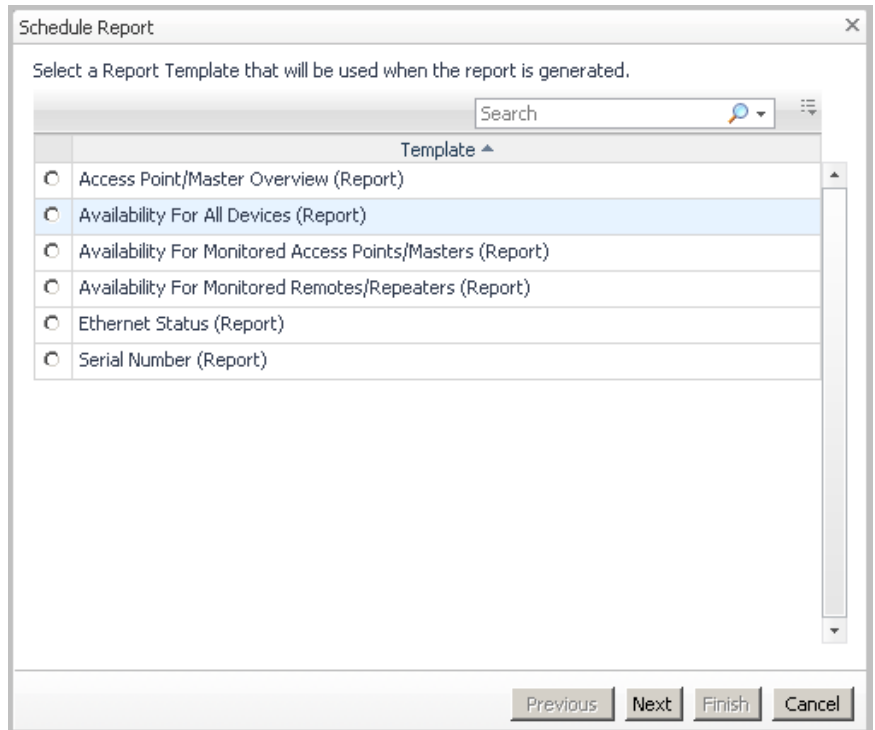 Schedule Report
Select a Report Template that will be used when the report is generated.
Search
Template
Access Point/Master Overview (Report)
Availability For All Devices (Report)
Availability For Monitored Access Points/Masters (Report)
Availability For Monitored Remotes/Repeaters (Report)
Ethernet Status (Report)
Serial Number (Report)
Previous Next Finish Cancel